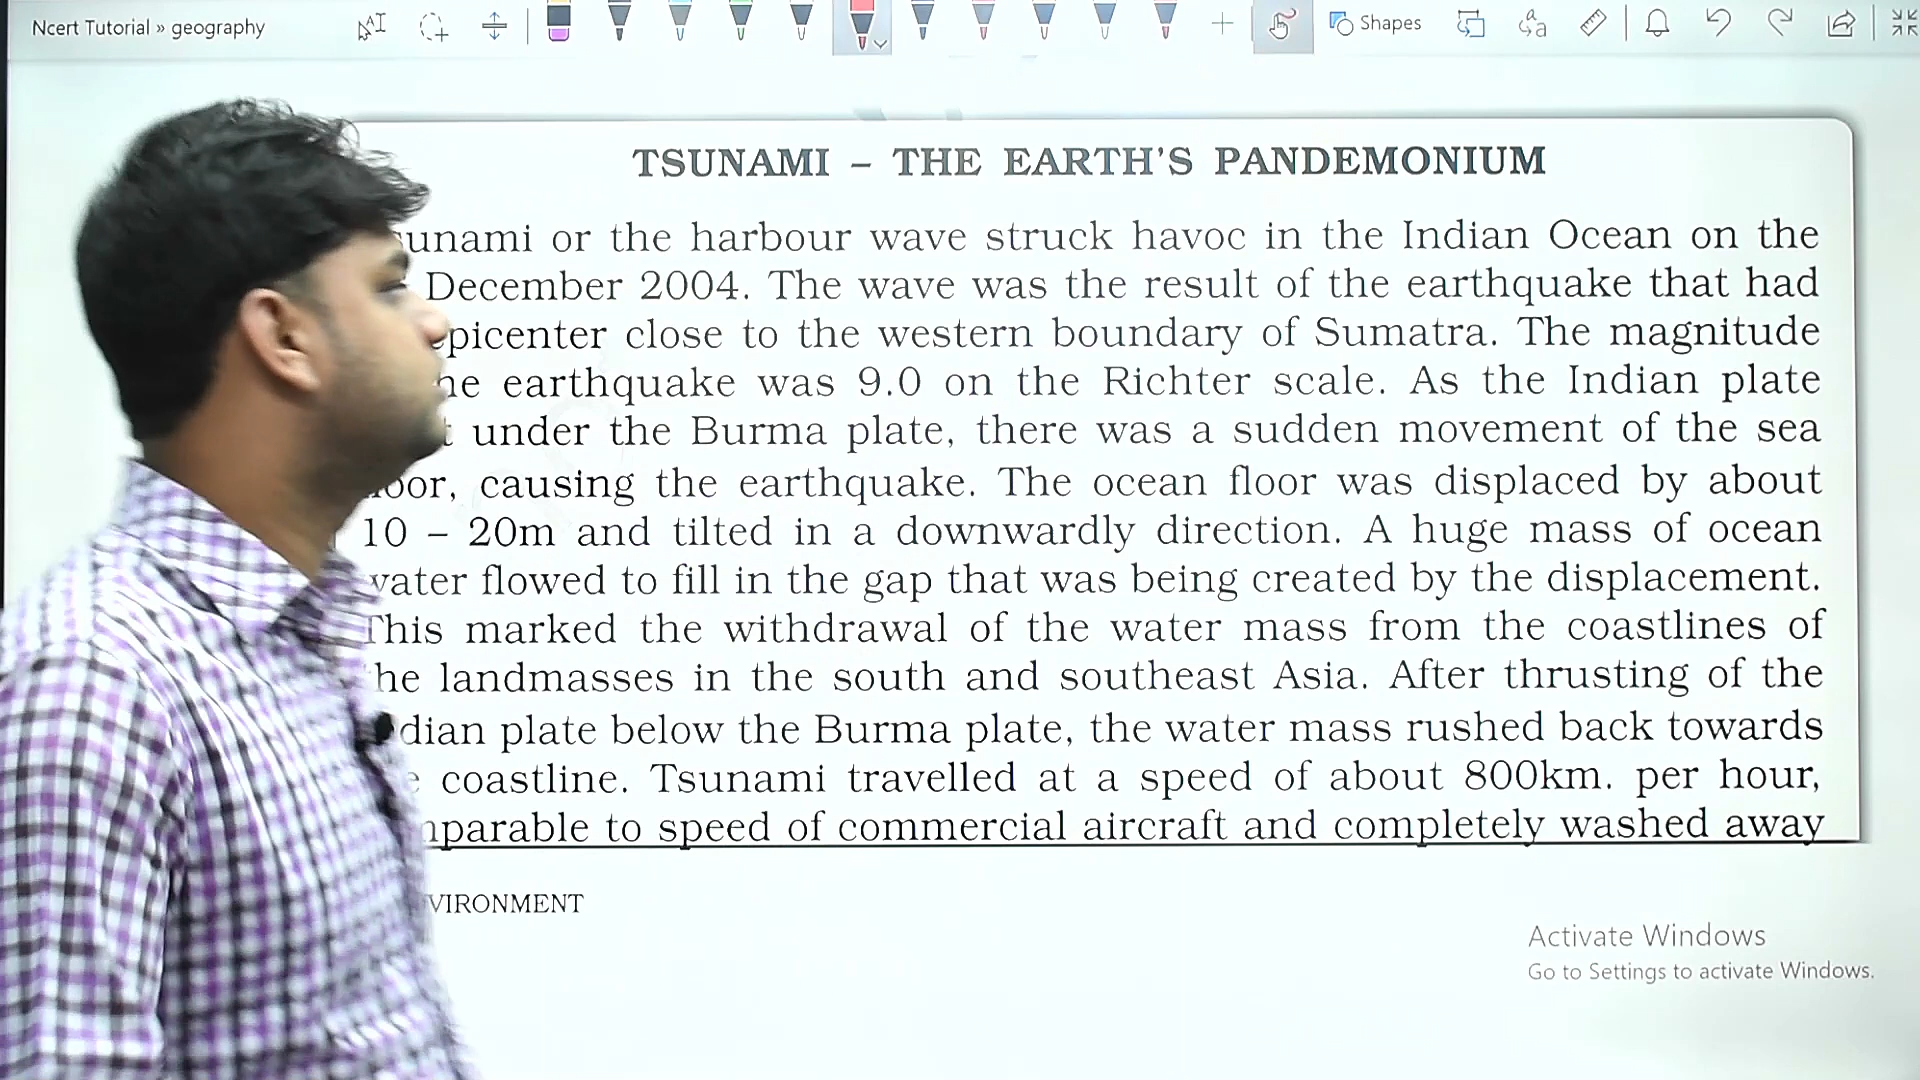 Ncert Tutorial » geography
Shapes
TSUNAMI – THE EARTH'S PANDEMONIUM
or the harbour wave struck havoc in the Indian Ocean on the
December 2004. The wave was the result of the earthquake that had
epicenter close to the western boundary of Sumatra. The magnitude
earthquake was 9.0 on the Richter scale. As the Indian plate
under the Burma plate, there was a sudden movement of the sea
causing the earthquake. The ocean floor was displaced by about
10 – 20m and tilted in a downwardly direction. A huge mass of ocean
water flowed to fill in the gap that was being created by the displacement.
This marked the withdrawal of the water mass from the coastlines of
the landmasses in the south and southeast Asia. After thrusting of the
plate below the Burma plate, the water mass rushed back towards
coastline. Tsunami travelled at a speed of about 800km. per hour,
to speed of commercial aircraft and completely washed away
Activate Windows
Go to Settings to activate Windows.